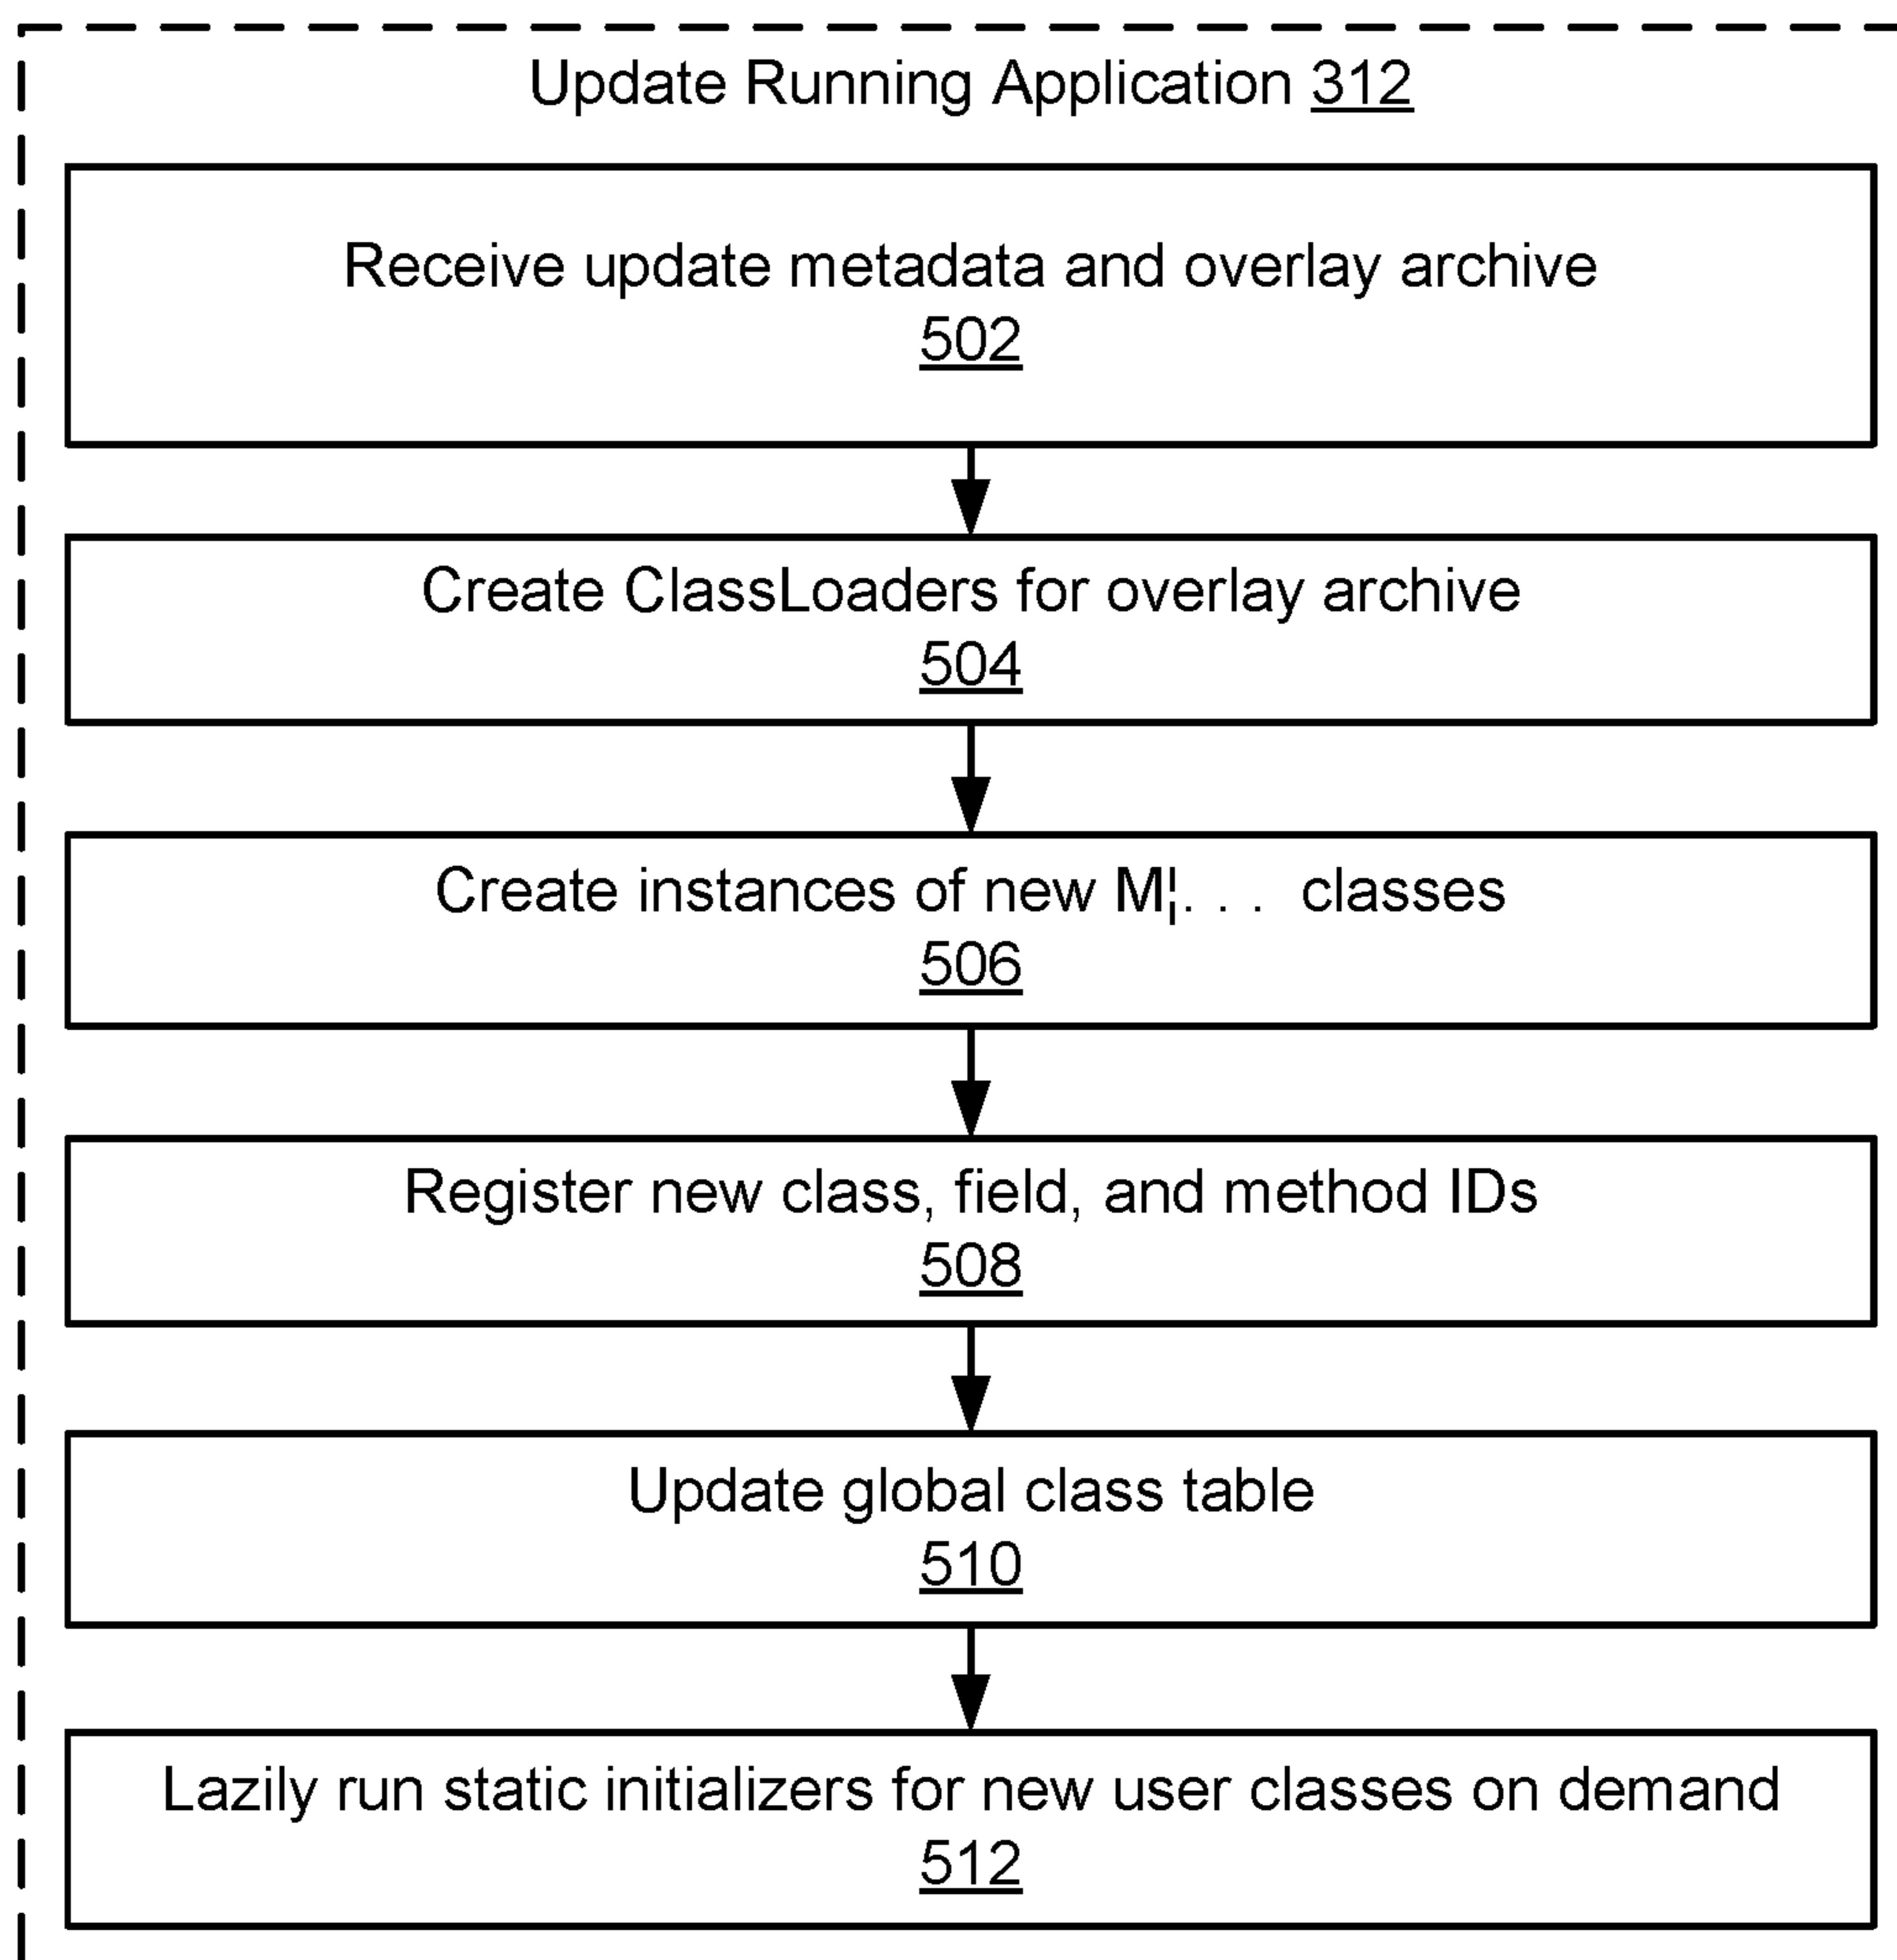 Update Running Application 312
Receive update metadata and overlay archive
502
Create ClassLoaders for overlay archive
504
Create instances of new M¦. . . classes
506
Register new class, field, and method IDs
508
Update global class table
510
Lazily run static initializers for new user classes on demand
512